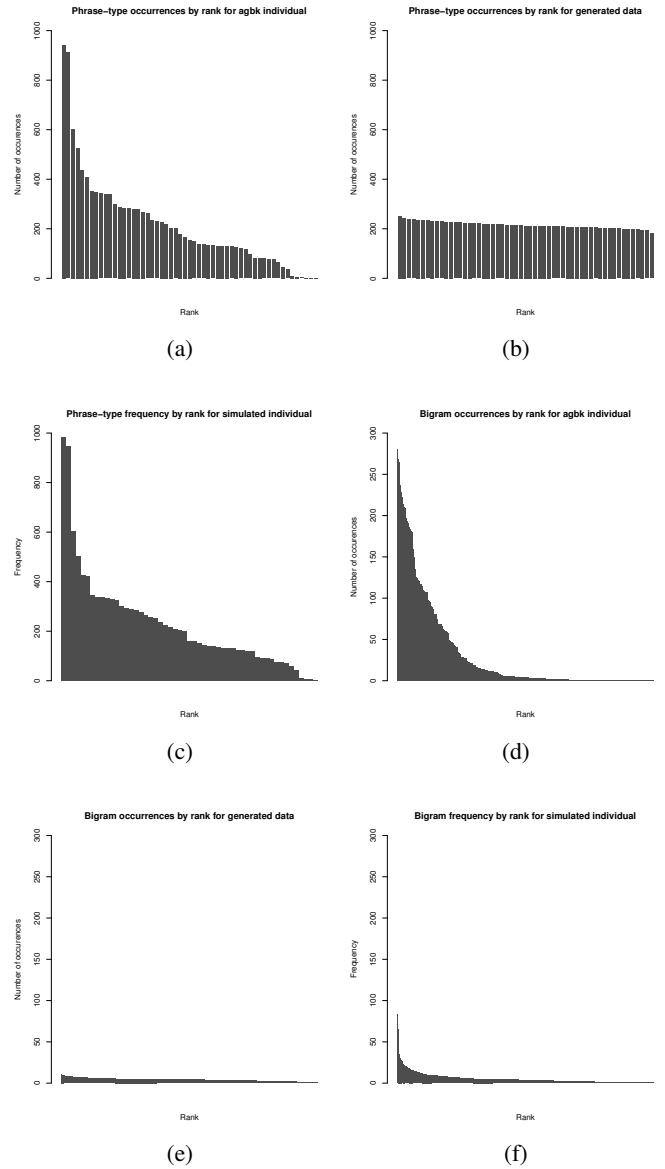 Phrase−type occurrences by rank for agbk individual
Number of occurences
0 200 400 600 800 1000
Rank
(a)
Phrase−type occurrences by rank for generated data
Number of occurences
0 200 400 600 800 1000
Rank
(b)
Phrase−type frequency by rank for simulated individual
Frequency
0 200 400 600 800 1000
Rank
(c)
Bigram occurrences by rank for agbk individual
Number of occurences
0 50 100 150 200 250 300
Rank
(d)
Bigram occurrences by rank for generated data
Number of occurences
0 50 100 150 200 250 300
Rank
(e)
Bigram frequency by rank for simulated individual
Frequency
0 50 100 150 200 250 300
Rank
(f)